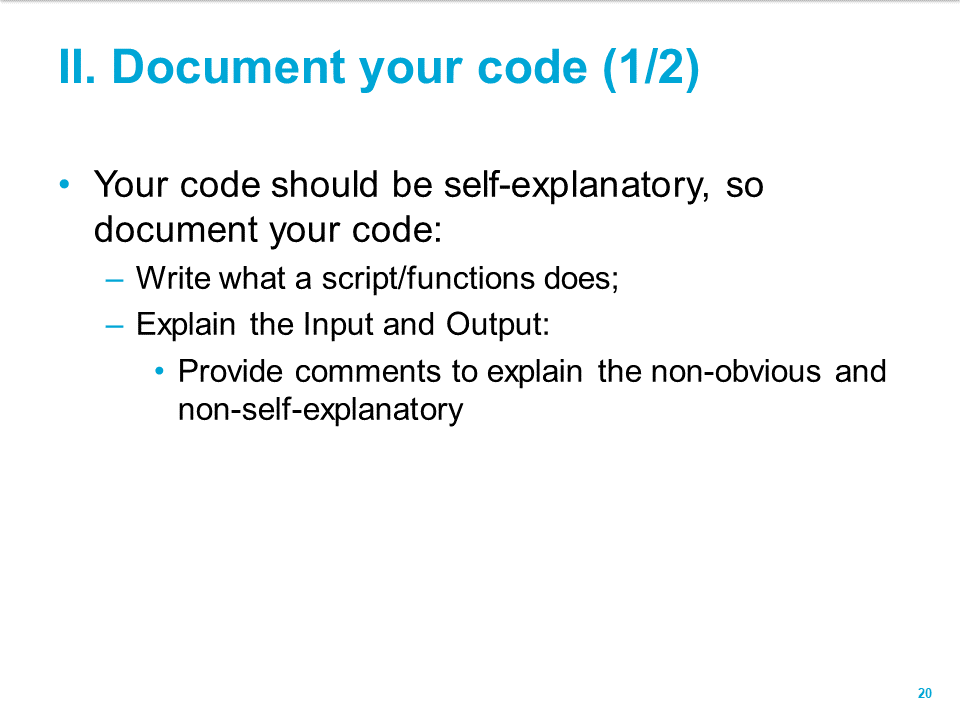 II. Document your code (1/2)
• Your code should be self-explanatory, so
document your code:
– Write what a script/functions does;
– Explain the Input and Output:
• Provide comments to explain the non-obvious and
non-self-explanatory
20